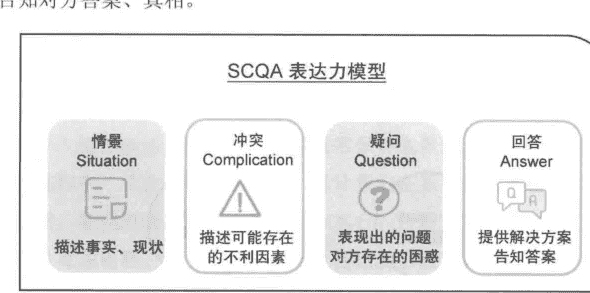 告知对方答案、真相。
SCQA 表达力模型
情景
Situation
描述事实、现状
冲突
Complication
描述可能存在
的不利因素
疑问
Question
?
表现出的问题
对方存在的困惑
回答
Answer
Q A
提供解决方案
告知答案